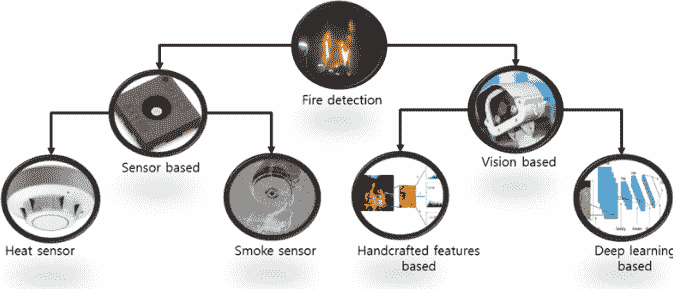 Fire detection
Sensor based
Vision based
Heat sensor
Smoke sensor
Handcrafted features
based
Deep learning
based